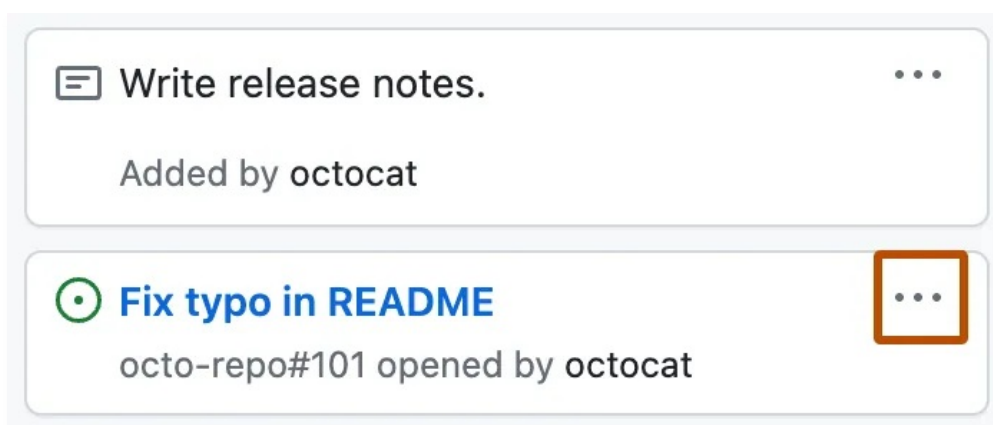 Write release notes.
Added by octocat
Fix typo in README
octo-repo#101 opened by octocat